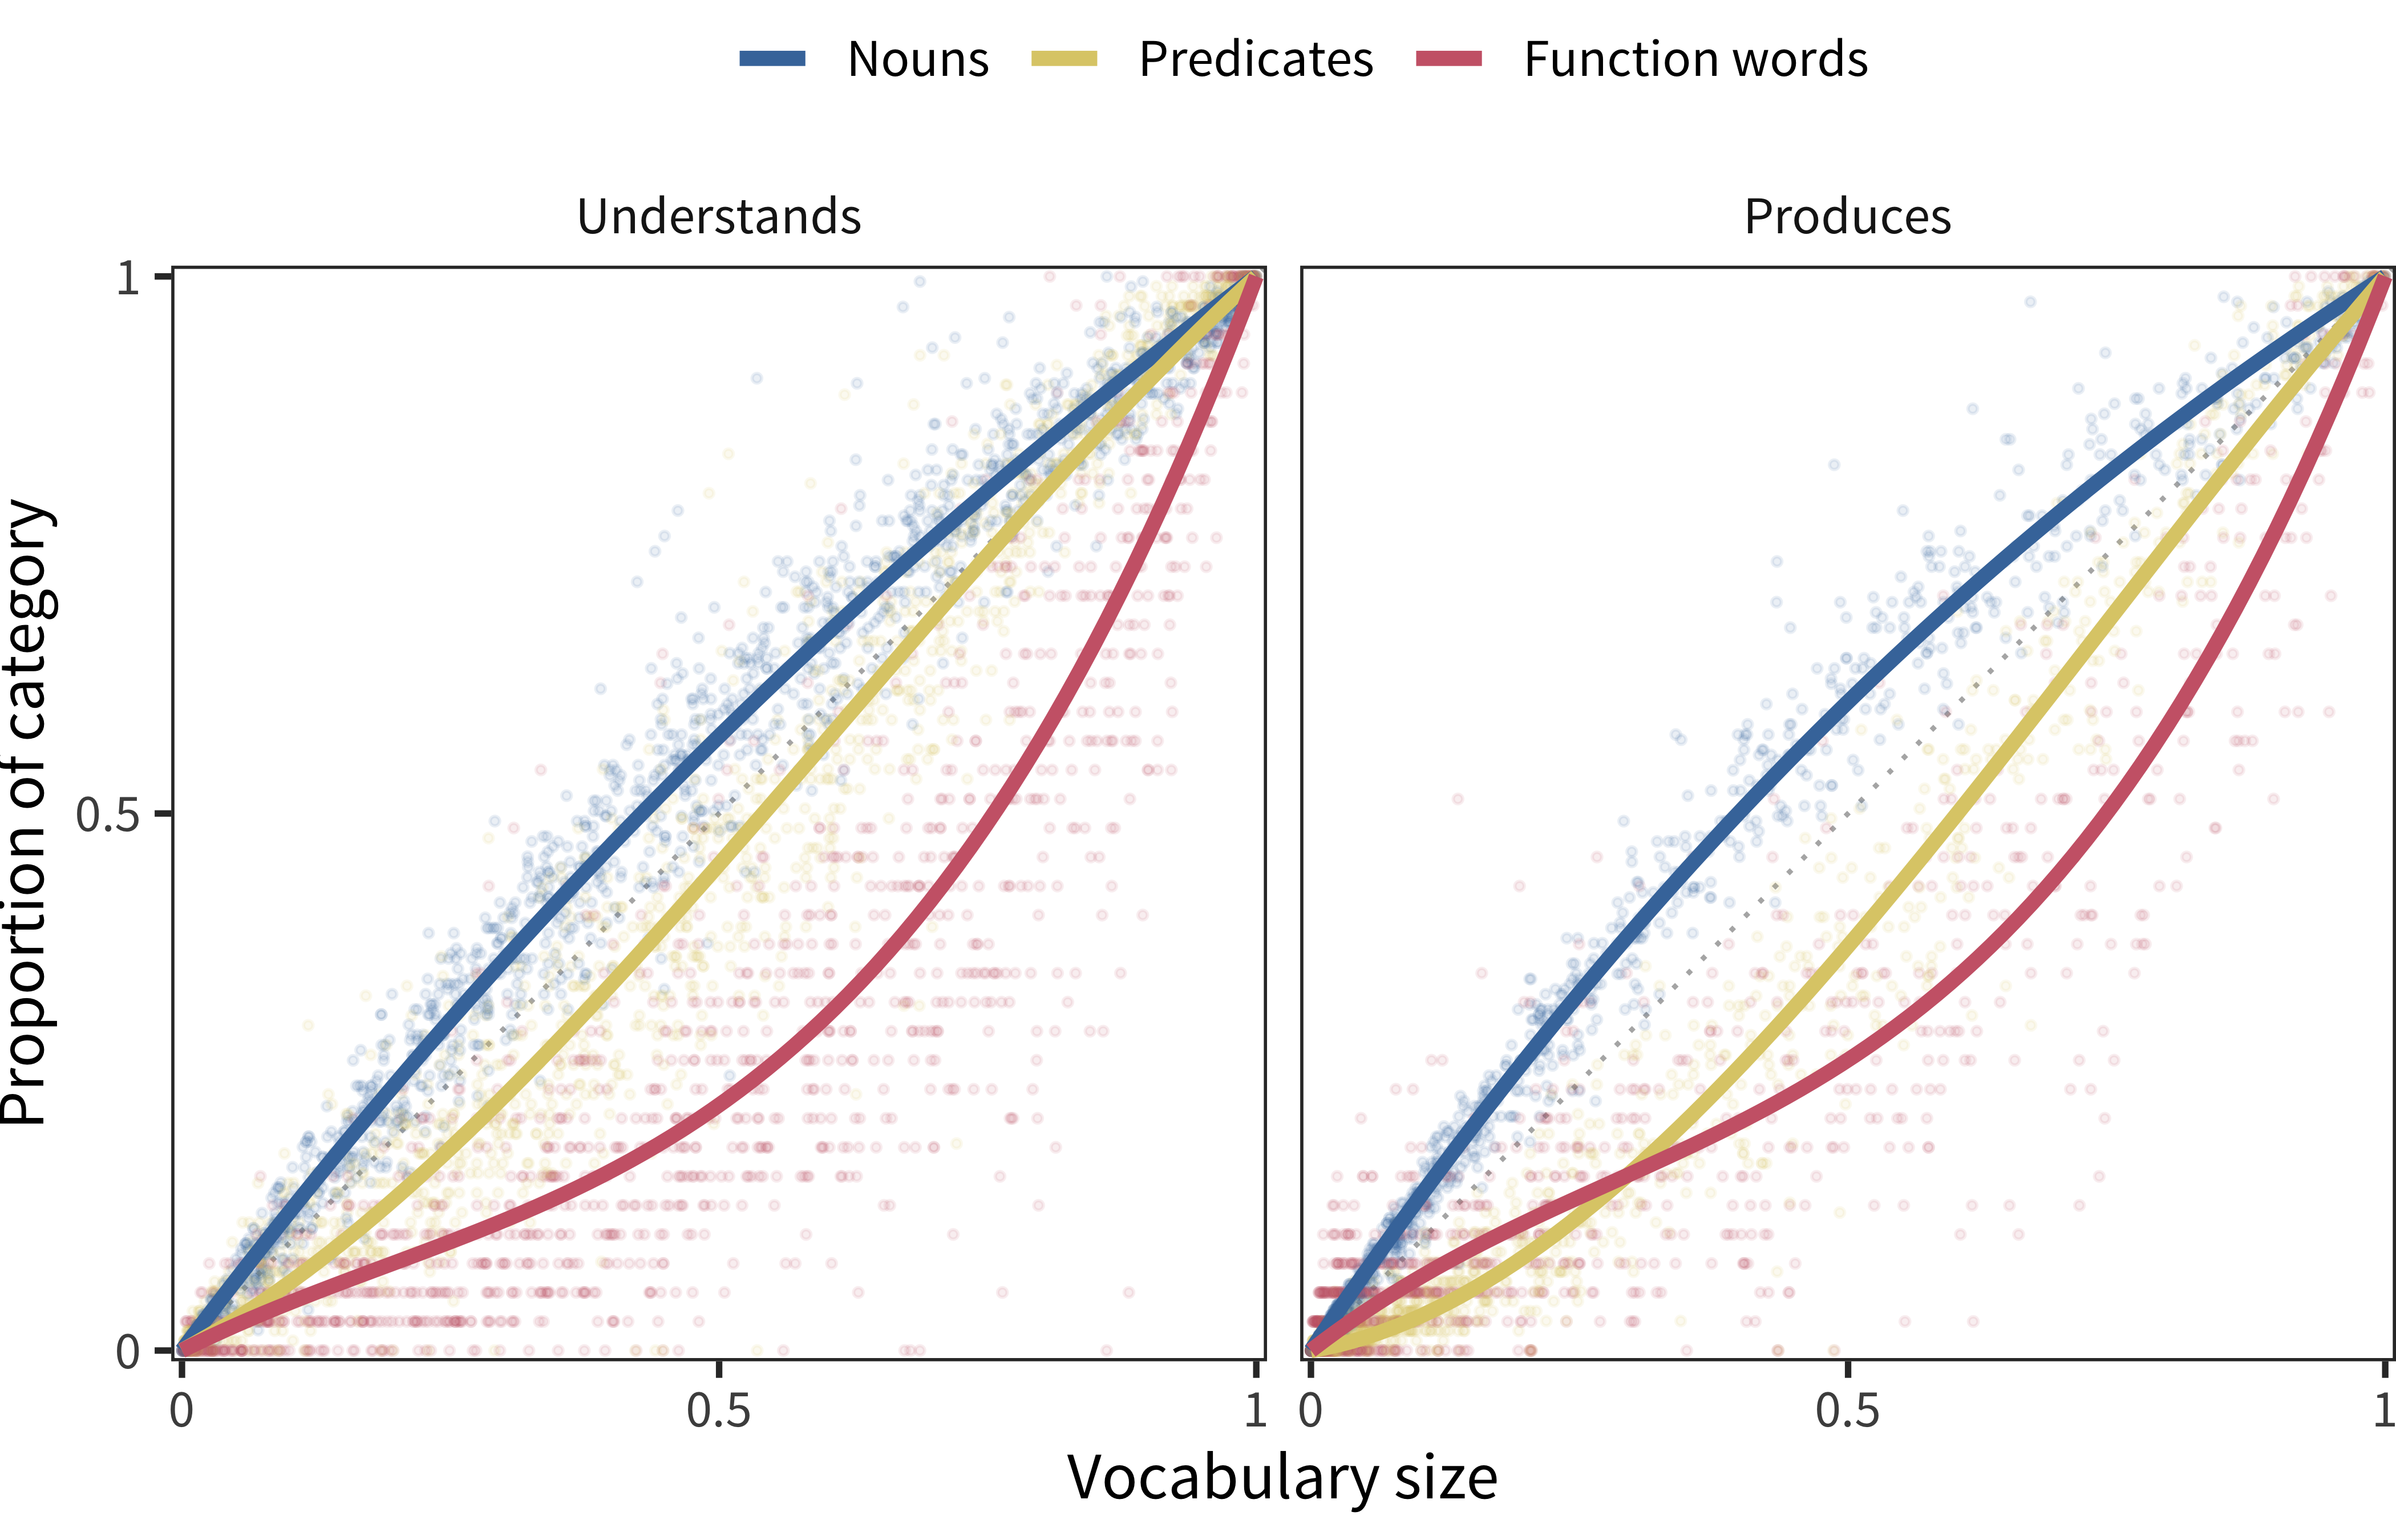 Nouns Predicates Function words
Understands Produces
Proportion of category
1
0.5
0
0 0.5 1 0 0.5 1
Vocabulary size